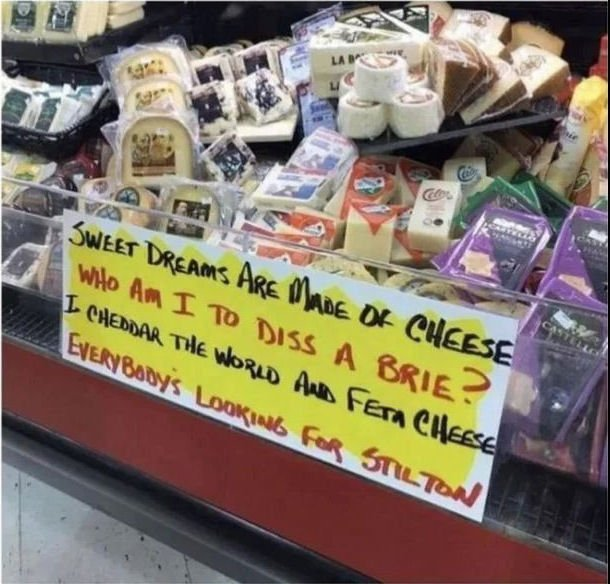 LA
SWEET DREAMS ARE MADE OF CHEESE
WHO AM I TO DISS A BRIE?
I CHEDDAR THE WORLD AND FETA CHEESE
EVERYBODY'S LOOKING FOR STILTON